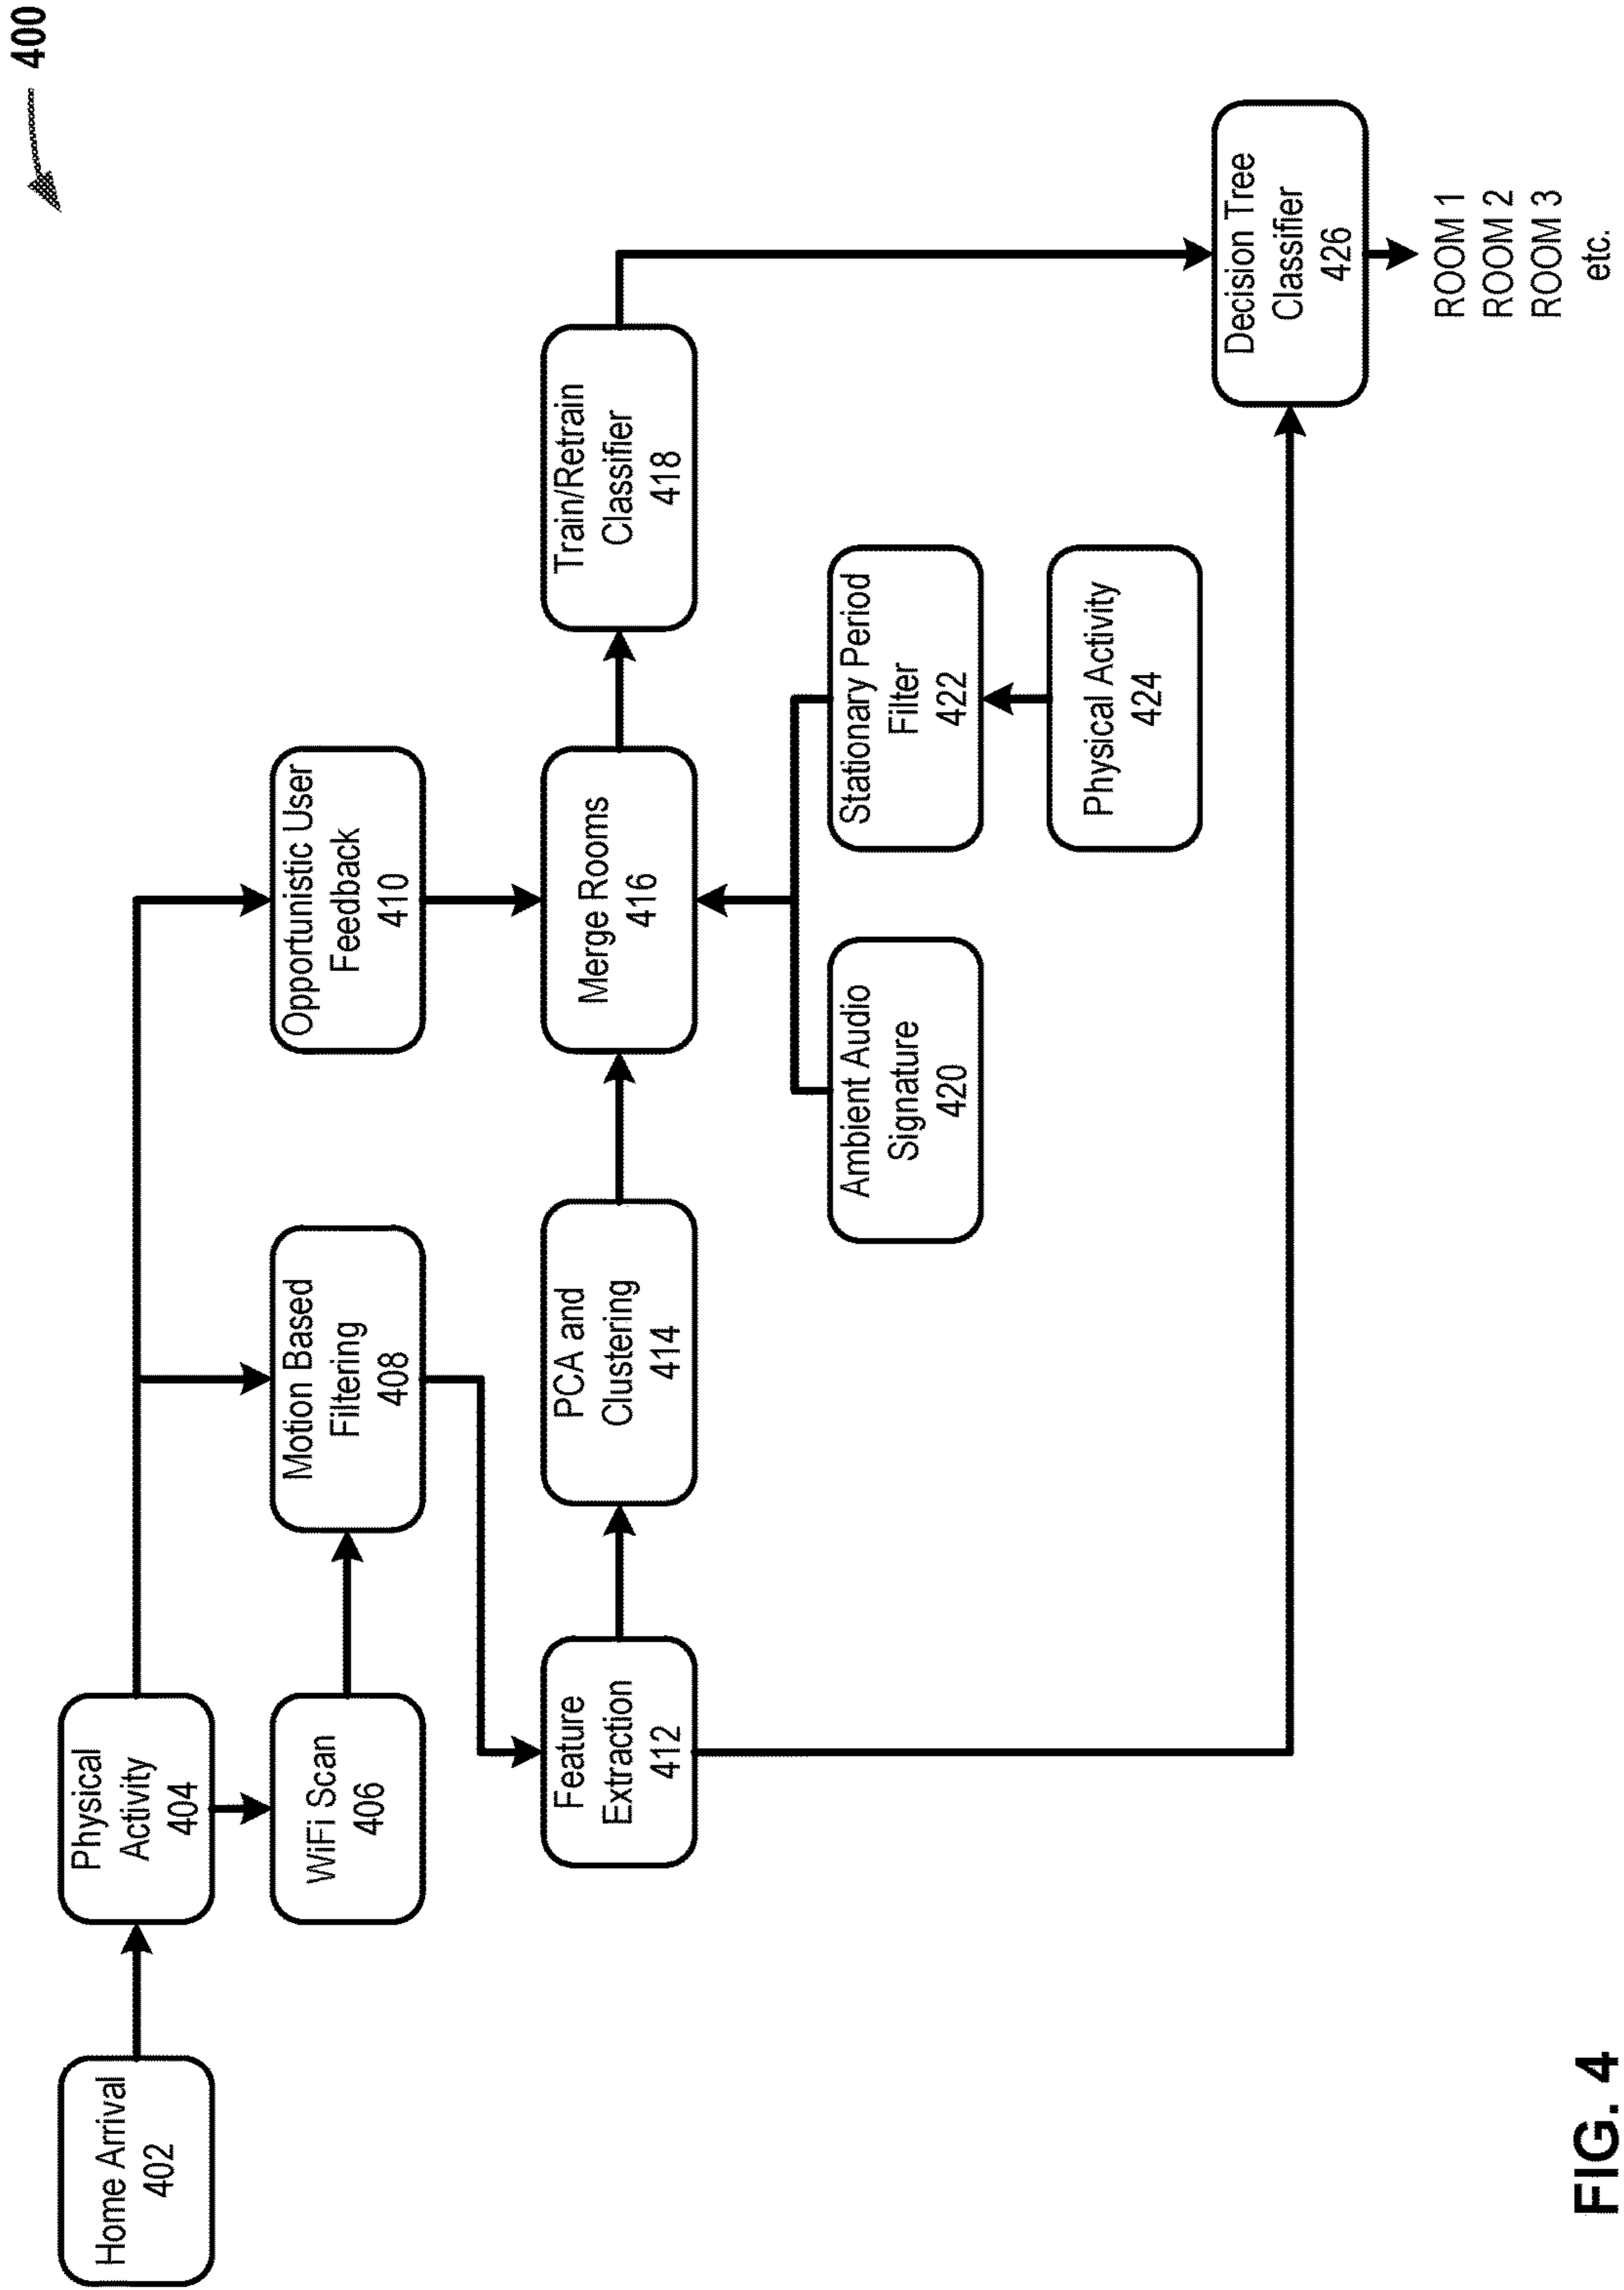 400
Home Arrival
402
Physical
Activity
404
WiFi Scan
406
Motion Based
Filtering
408
Opportunistic User
Feedback
410
Feature
Extraction
412
PCA and
Clustering
414
Merge Rooms
416
Train/Retrain
Classifier
418
Ambient Audio
Signature
420
Stationary Period
Filter
422
Physical Activity
424
Decision Tree
Classifier
426
ROOM 1
ROOM 2
ROOM 3
etc.
FIG. 4